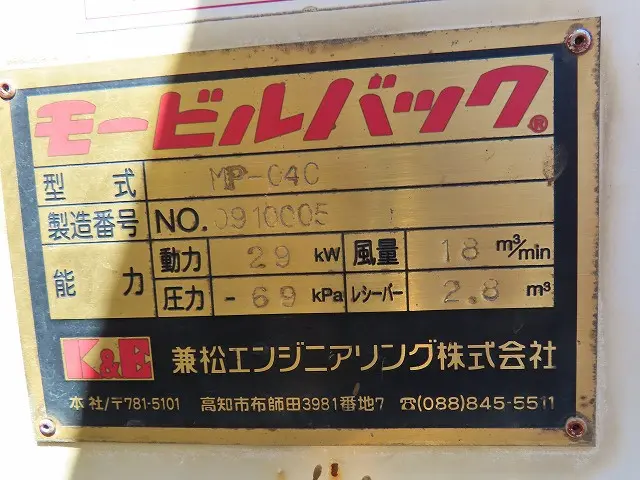 モービルバック®
型式 MP-C4C
製造番号 NO. 0910C05
能力 動力 29 kW 風量 18 m³/min
圧力 -69 kPa レシーバー 2.8 m³
K&E 兼松エンジニアリング株式会社
本社/〒781-5101 高知市布師田3981番地7 ☎(088)845-5511